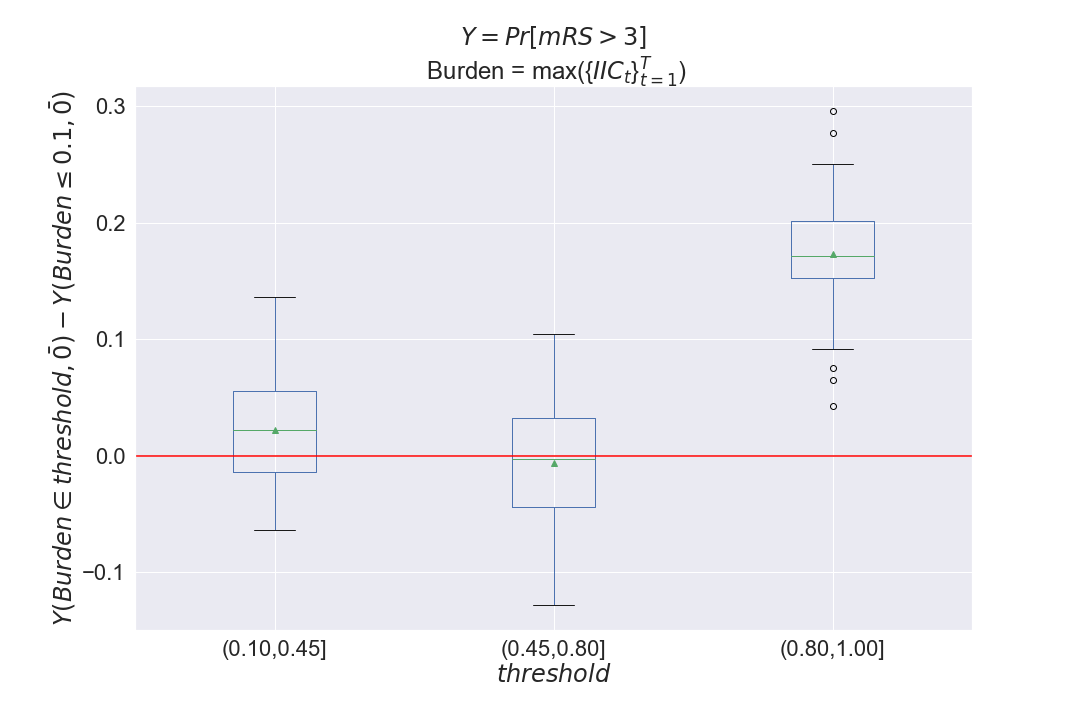 Y = Pr[mRS > 3]
Burden = max({IIC_t}_{t=1}^T)
Y(Burden ∈ threshold, 0̄) − Y(Burden ≤ 0.1, 0̄)
0.3
0.2
0.1
0.0
−0.1
(0.10,0.45] (0.45,0.80] (0.80,1.00]
threshold